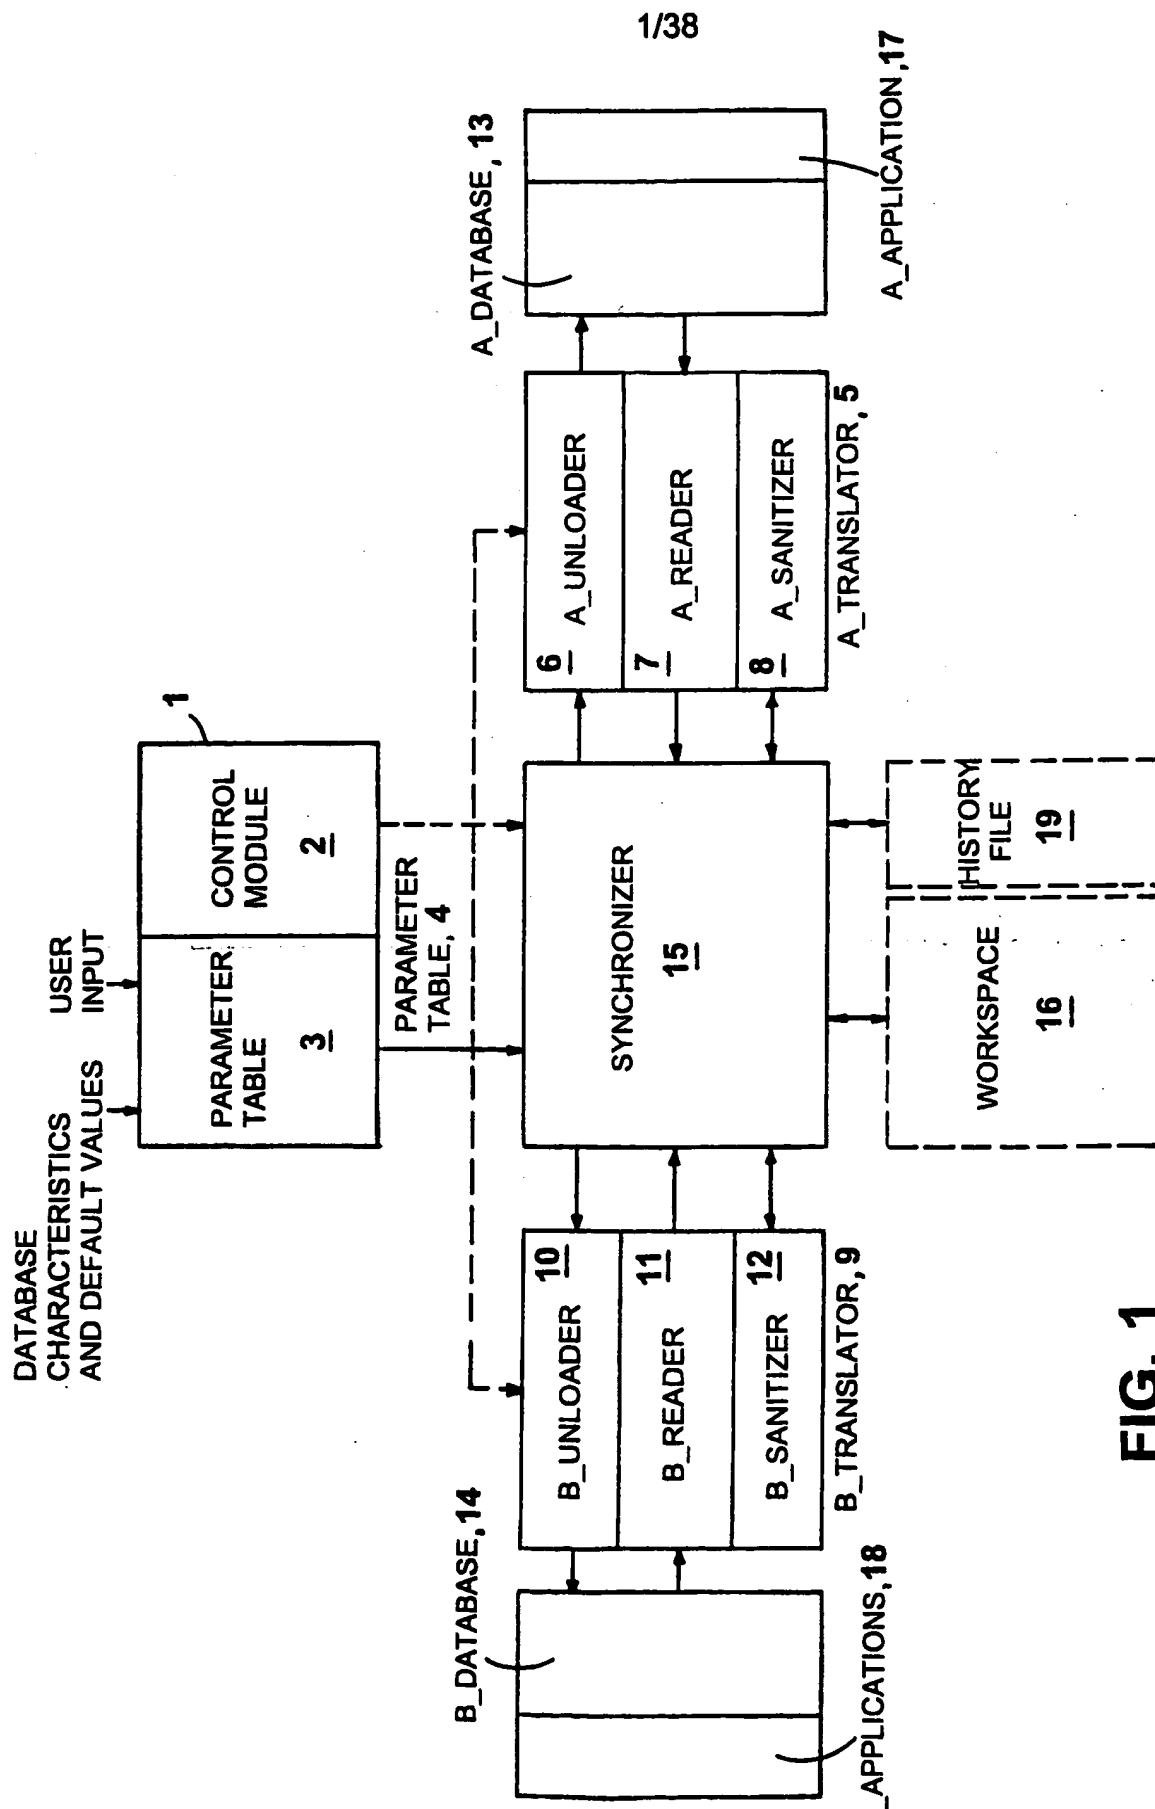 1/38
DATABASE
CHARACTERISTICS
AND DEFAULT VALUES
USER
INPUT
1
PARAMETER
TABLE
3
CONTROL
MODULE
2
PARAMETER
TABLE, 4
B_DATABASE,14
_APPLICATIONS,18
B_UNLOADER
10
B_READER
11
B_SANITIZER
12
B_TRANSLATOR, 9
SYNCHRONIZER
15
6
A_UNLOADER
7
A_READER
8
A_SANITIZER
A_TRANSLATOR, 5
A_DATABASE, 13
A_APPLICATION,17
WORKSPACE
16
HISTORY
FILE
19
FIG. 1